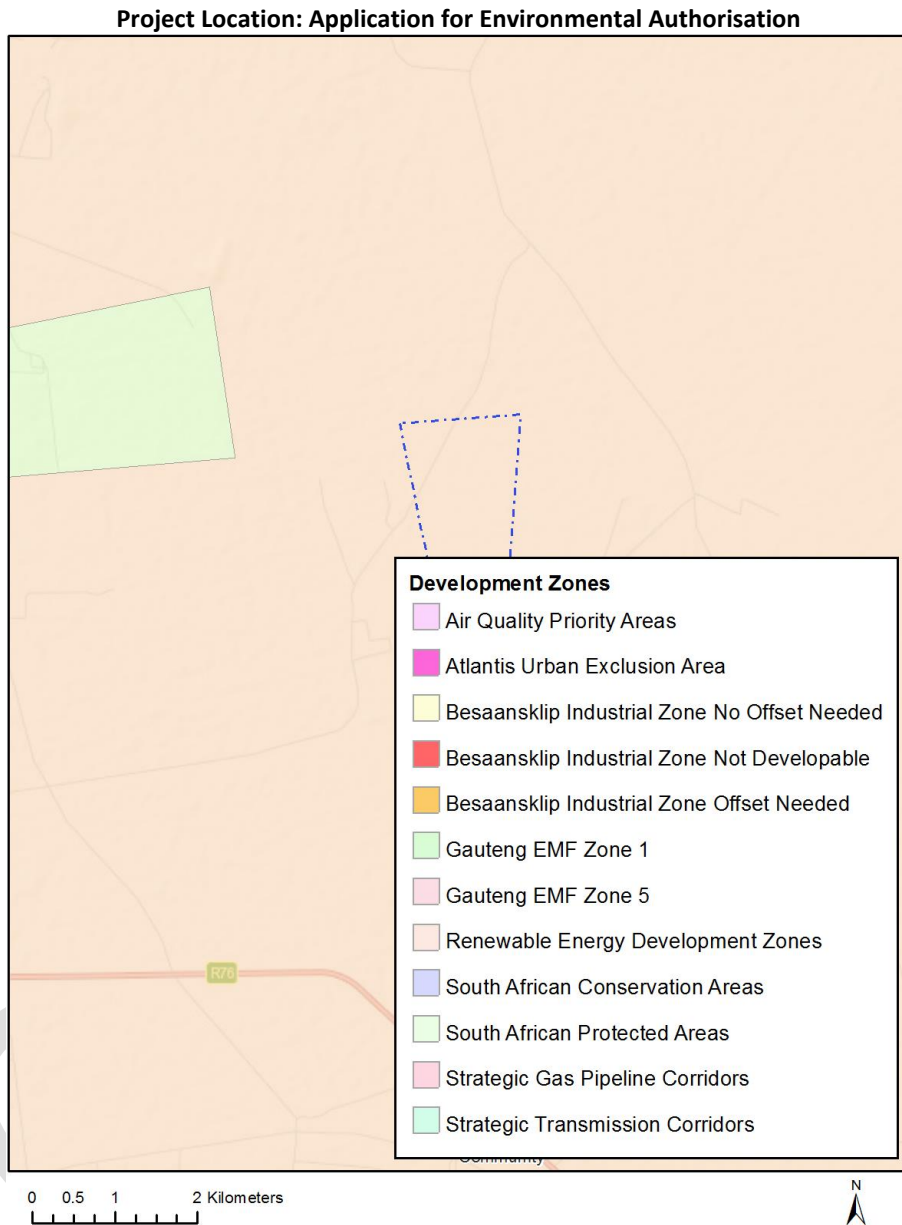 Project Location: Application for Environmental Authorisation
R76
Development Zones
Air Quality Priority Areas
Atlantis Urban Exclusion Area
Besaansklip Industrial Zone No Offset Needed
Besaansklip Industrial Zone Not Developable
Besaansklip Industrial Zone Offset Needed
Gauteng EMF Zone 1
Gauteng EMF Zone 5
Renewable Energy Development Zones
South African Conservation Areas
South African Protected Areas
Strategic Gas Pipeline Corridors
Strategic Transmission Corridors
Community
0 0.5 1 2 Kilometers
N